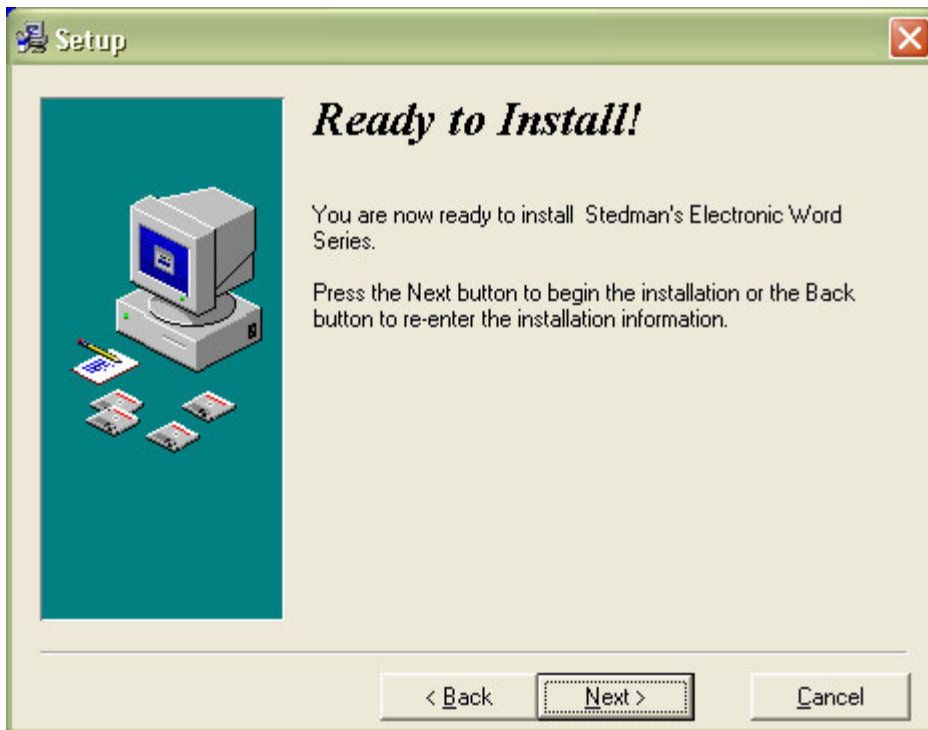 Setup
Ready to Install!
You are now ready to install  Stedman's Electronic Word
Series.
Press the Next button to begin the installation or the Back
button to re-enter the installation information.
< Back
Next >
Cancel